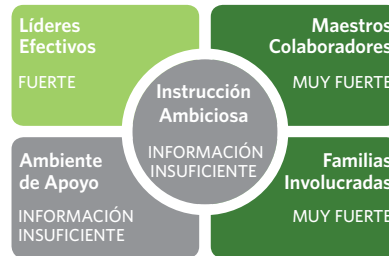 Líderes
Efectivos
FUERTE
Maestros
Colaboradores
MUY FUERTE
Instrucción
Ambiciosa
INFORMACIÓN
INSUFICIENTE
Ambiente
de Apoyo
INFORMACIÓN
INSUFICIENTE
Familias
Involucradas
MUY FUERTE